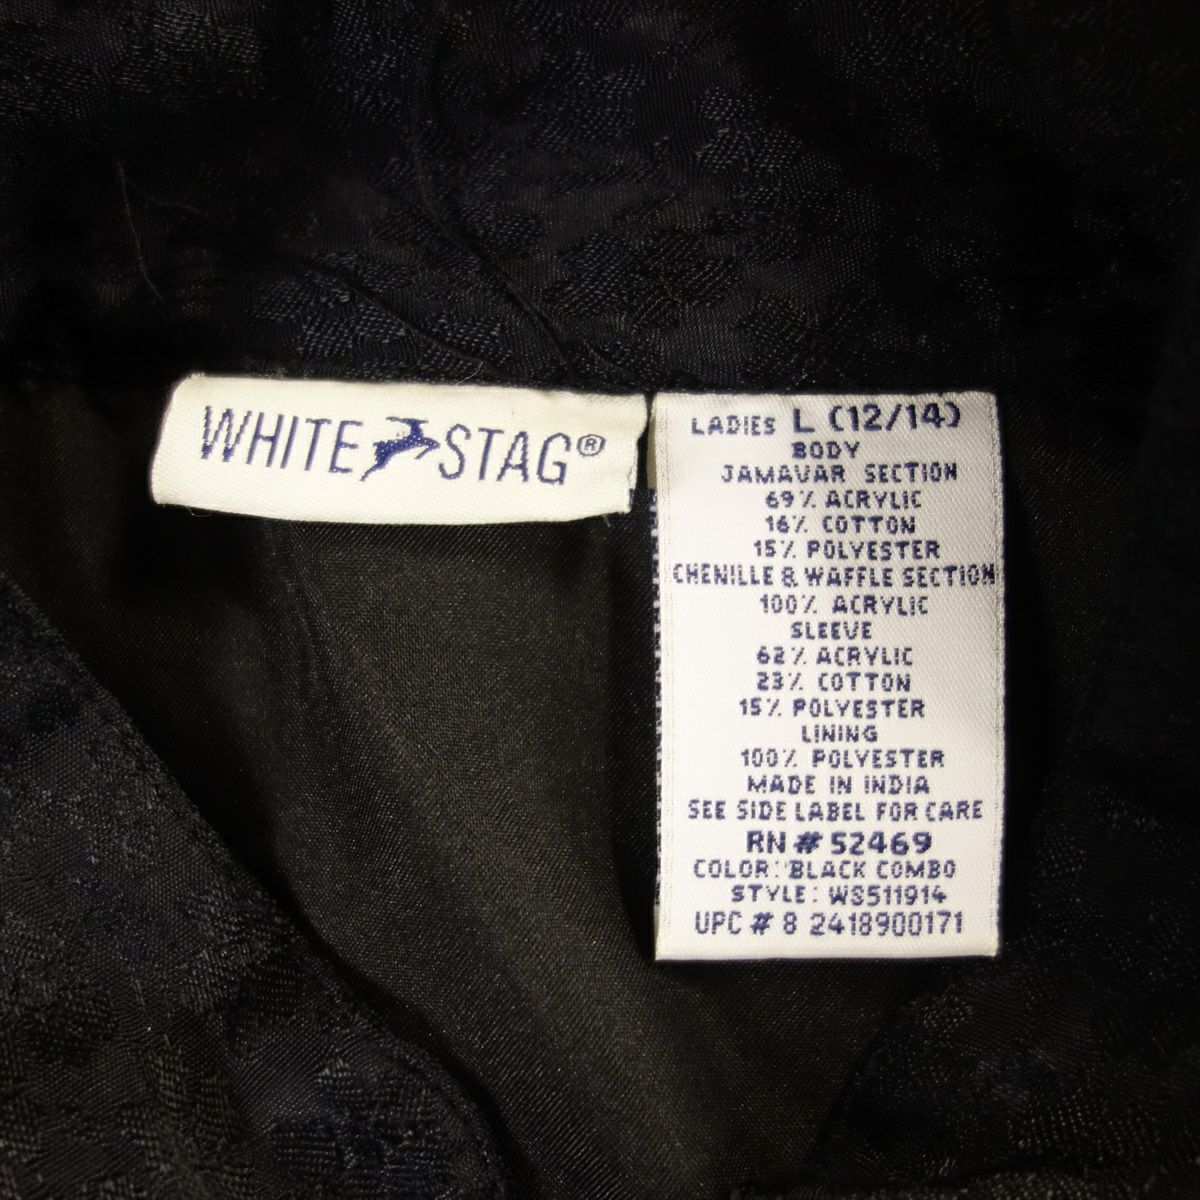 WHITE STAG®
LADIES L (12/14)
BODY
JAMAVAR SECTION
69% ACRYLIC
16% COTTON
15% POLYESTER
CHENILLE & WAFFLE SECTION
100% ACRYLIC
SLEEVE
62% ACRYLIC
23% COTTON
15% POLYESTER
LINING
100% POLYESTER
MADE IN INDIA
SEE SIDE LABEL FOR CARE
RN # 52469
COLOR: BLACK COMBO
STYLE: WS511914
UPC # 8 2418900171